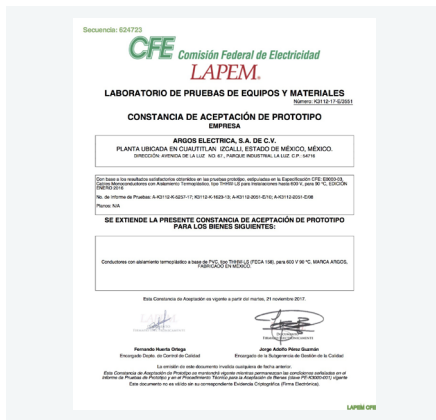 Secuencia: 624723
CFE Comisión Federal de Electricidad
LAPEM®
LABORATORIO DE PRUEBAS DE EQUIPOS Y MATERIALES
Número: K3112-17-E/2051
CONSTANCIA DE ACEPTACIÓN DE PROTOTIPO
EMPRESA
ARGOS ELECTRICA, S.A. DE C.V.
PLANTA UBICADA EN CUAUTITLAN IZCALLI, ESTADO DE MÉXICO, MÉXICO.
DIRECCIÓN: AVENIDA DE LA LUZ NO. 67, PARQUE INDUSTRIAL LA LUZ C.P.: 54716
Con base a los resultados satisfactorios obtenidos en las pruebas prototipo, estipuladas en la Especificación CFE: E0000-03,
Cables Monoconductores con Aislamiento Termoplástico, tipo THHW-LS para Instalaciones hasta 600 V, para 90 °C, EDICIÓN
ENERO 2016
No. de Informe de Pruebas: A-K3112-K-5257-17; K3112-K-1623-13; A-K3112-2051-E/10; A-K3112-2051-E/08
Planos: N/A
SE EXTIENDE LA PRESENTE CONSTANCIA DE ACEPTACIÓN DE PROTOTIPO
PARA LOS BIENES SIGUIENTES:
Conductores con aislamiento termoplástico a base de PVC, tipo THHW-LS (FECA 158), para 600 V 90 °C. MARCA ARGOS,
FABRICADO EN MÉXICO.
Esta Constancia de Aceptación es vigente a partir del martes, 21 noviembre 2017.
Fernando Huerta Ortega
Encargado Depto. de Control de Calidad
Jorge Adolfo Pérez Guzmán
Encargado de la Subgerencia de Gestión de la Calidad
La emisión de este documento invalida cualquiera de fecha anterior.
Esta Constancia de Aceptación de Prototipo se mantendrá vigente mientras permanezcan las condiciones señaladas en el
Informe de Pruebas de Prototipo y en el Procedimiento Técnico para la Aceptación de Bienes (clave PE-K3000-001) vigente
Este documento no es válido sin su correspondiente Evidencia Criptográfica (Firma Electrónica).
LAPEM CFE